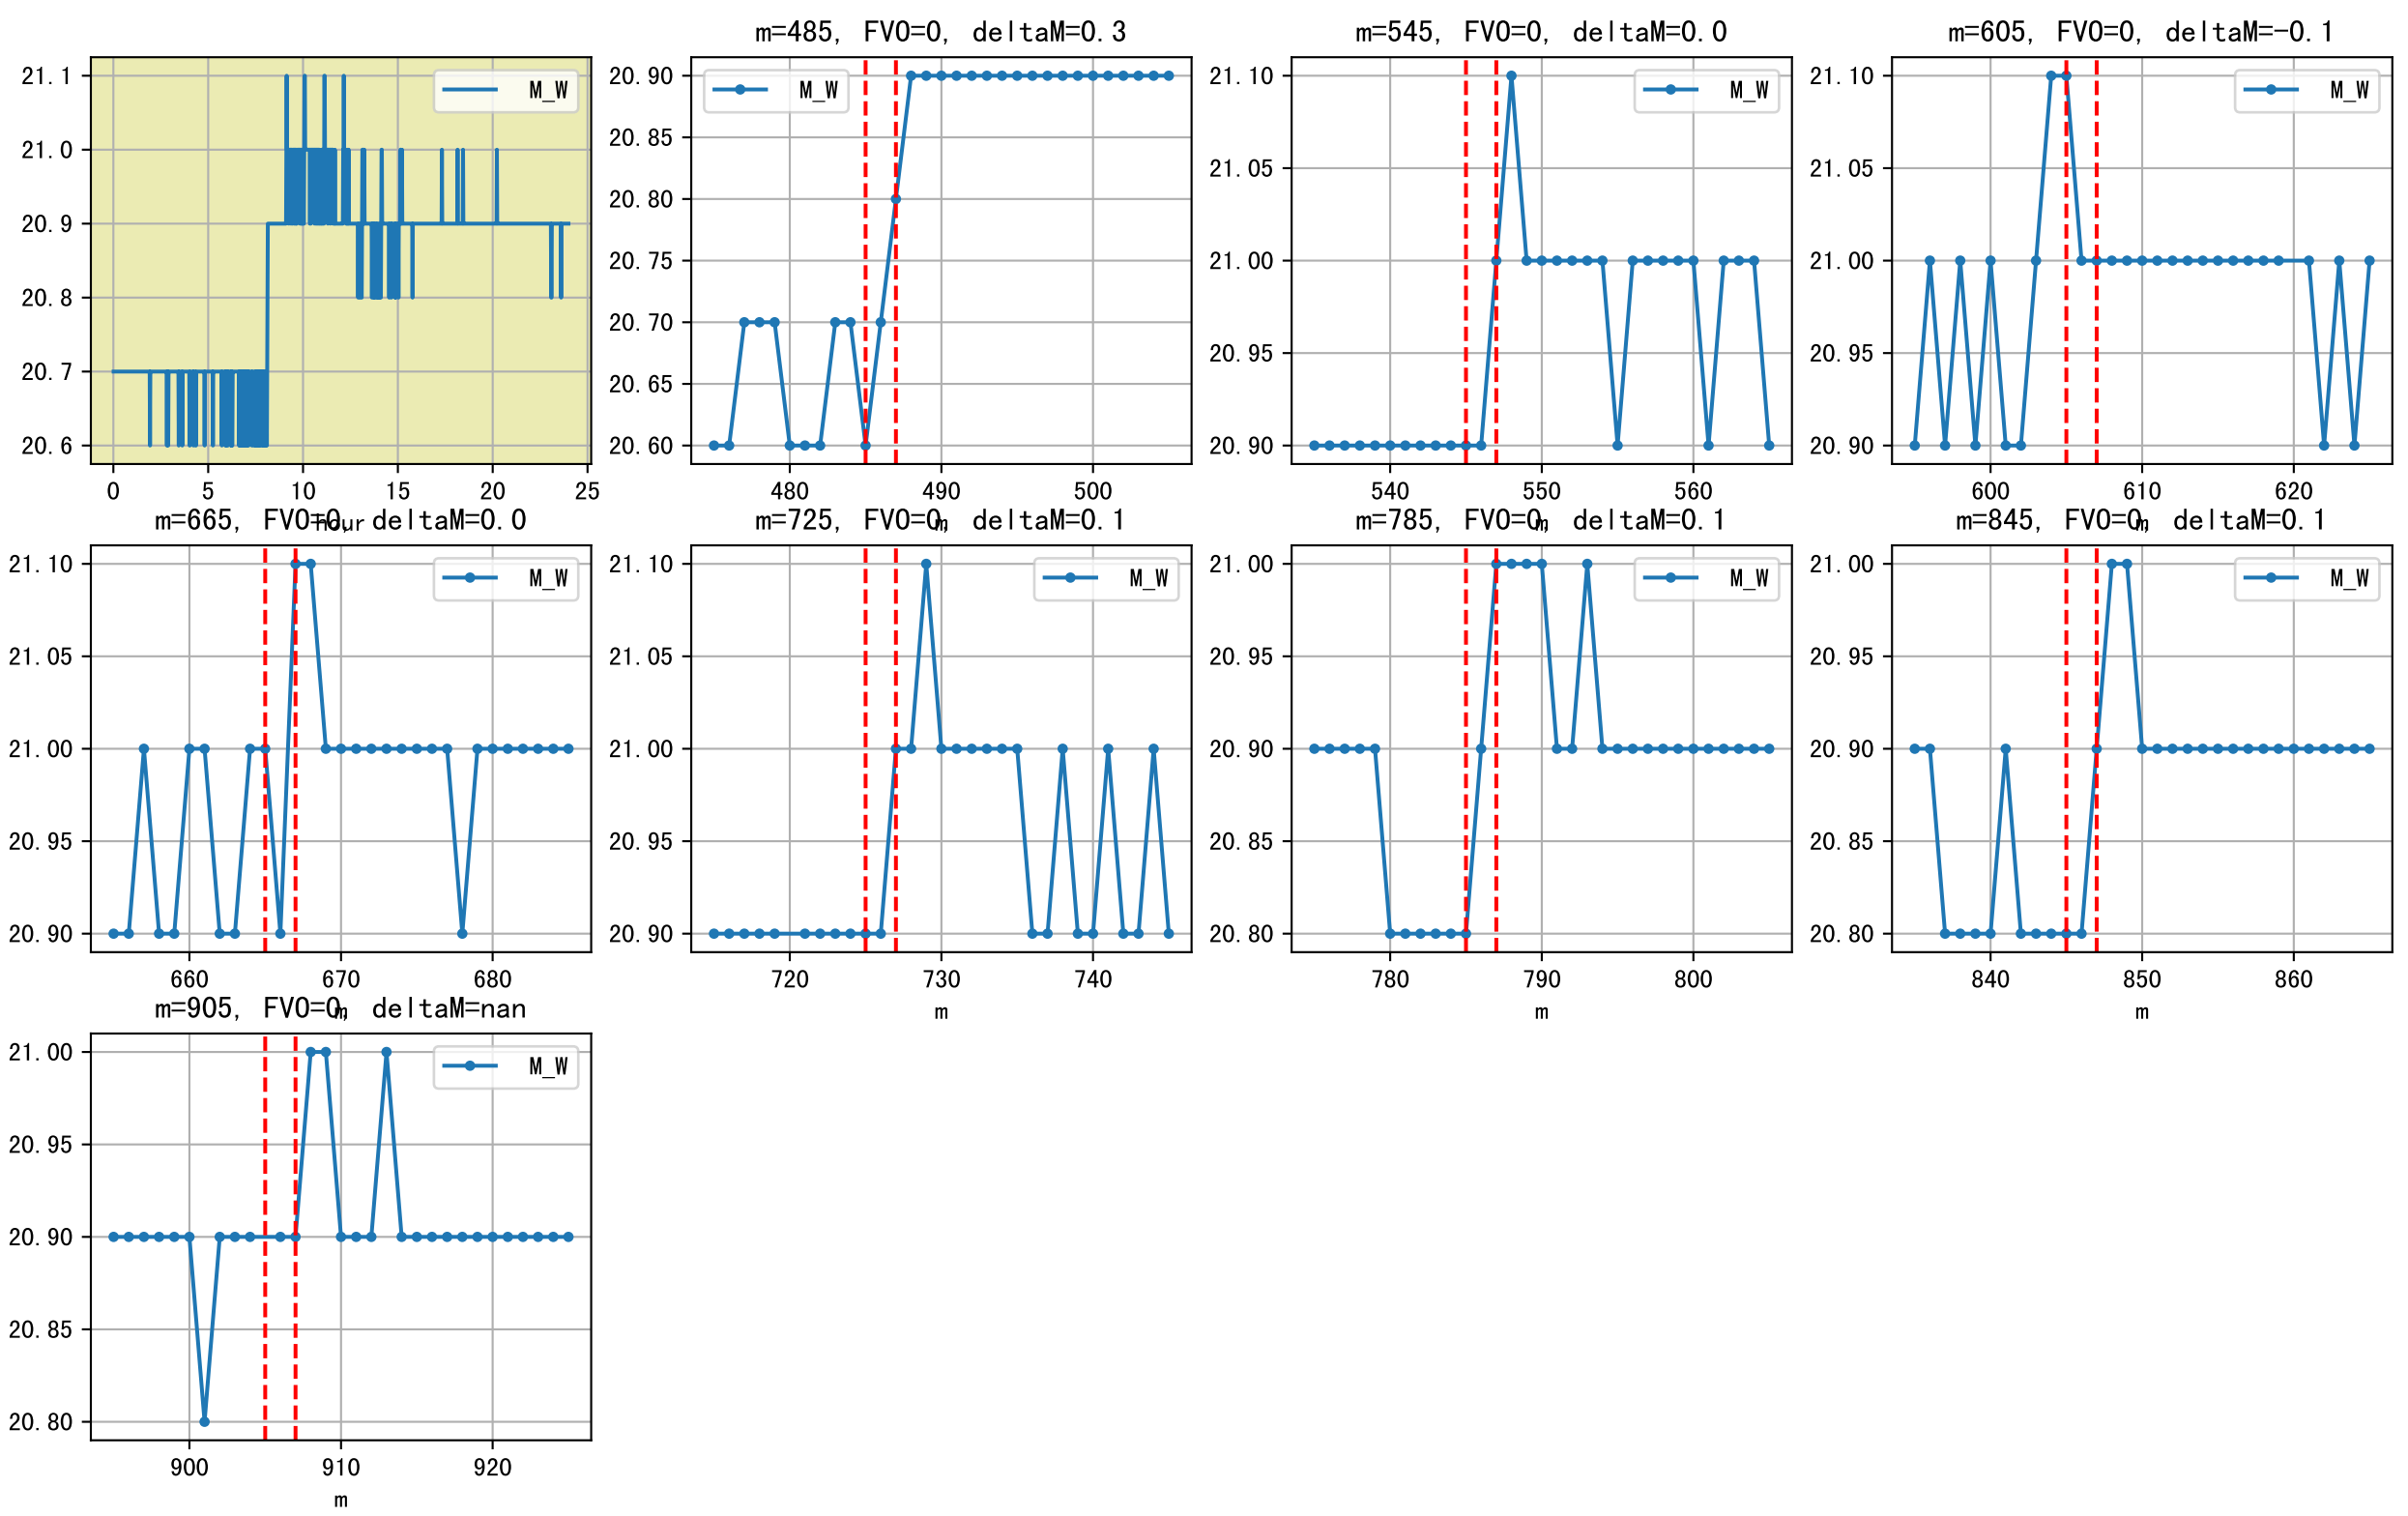 m=485, FVO=0, deltaM=0.3
m=545, FVO=0, deltaM=0.0
m=605, FVO=0, deltaM=-0.1
21.1
21.0
20.9
20.8
20.7
20.6
M_W
0 5 10 15 20 25
hour
20.90
20.85
20.80
20.75
20.70
20.65
20.60
M_W
480 490 500
m
21.10
21.05
21.00
20.95
20.90
M_W
540 550 560
m
21.10
21.05
21.00
20.95
20.90
M_W
600 610 620
m
m=665, FVO=0, deltaM=0.0
m=725, FVO=0, deltaM=0.1
m=785, FVO=0, deltaM=0.1
m=845, FVO=0, deltaM=0.1
21.10
21.05
21.00
20.95
20.90
M_W
660 670 680
m
21.10
21.05
21.00
20.95
20.90
M_W
720 730 740
m
21.00
20.95
20.90
20.85
20.80
M_W
780 790 800
m
21.00
20.95
20.90
20.85
20.80
M_W
840 850 860
m
m=905, FVO=0, deltaM=nan
21.00
20.95
20.90
20.85
20.80
M_W
900 910 920
m